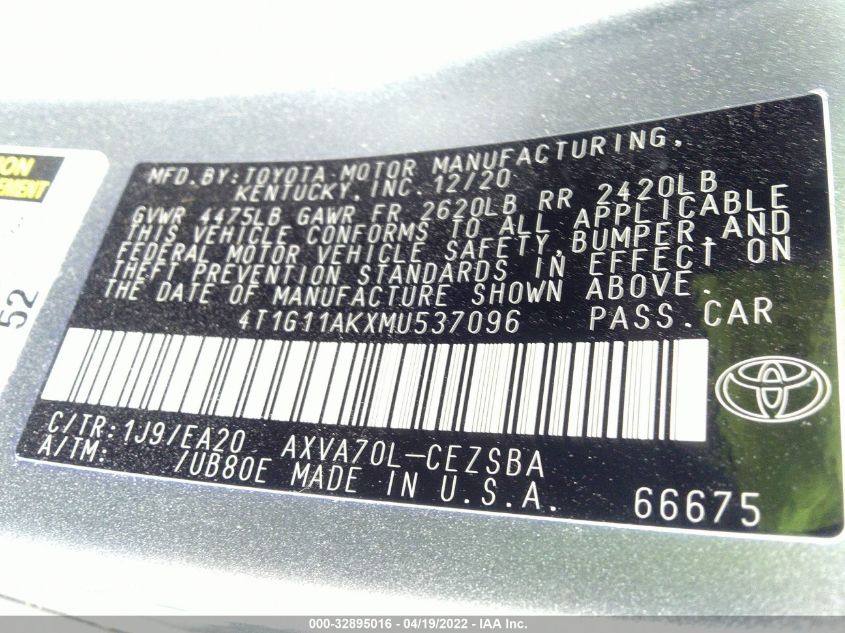 ION
EMENT
52
MFD. BY: TOYOTA MOTOR MANUFACTURING,
KENTUCKY, INC. 12/20
GVWR 4475LB GAWR FR 2620LB RR 2420LB
THIS VEHICLE CONFORMS TO ALL APPLICABLE
FEDERAL MOTOR VEHICLE SAFETY, BUMPER, AND
THEFT PREVENTION STANDARDS IN EFFECT ON
THE DATE OF MANUFACTURE SHOWN ABOVE.
4T1G11AKXMU537096 PASS. CAR
C/TR: 1J9/EA20 AXVA70L-CEZSBA
A/TM: /UB80E MADE IN U.S.A.
66675
000-32895016 - 04/19/2022 - IAA Inc.